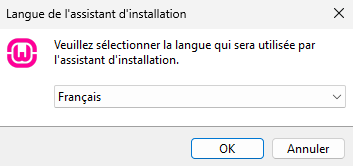 Langue de l'assistant d'installation
Veuillez sélectionner la langue qui sera utilisée par
l'assistant d'installation.
Français
OK
Annuler